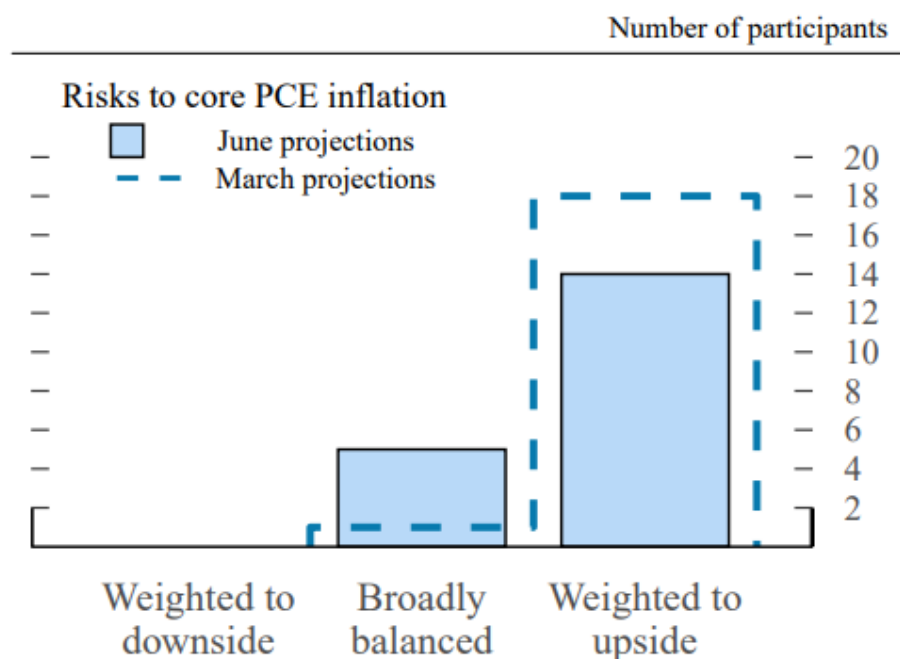 Number of participants
Risks to core PCE inflation
June projections
March projections
20
18
16
14
12
10
8
6
4
2
Weighted to downside
Broadly balanced
Weighted to upside